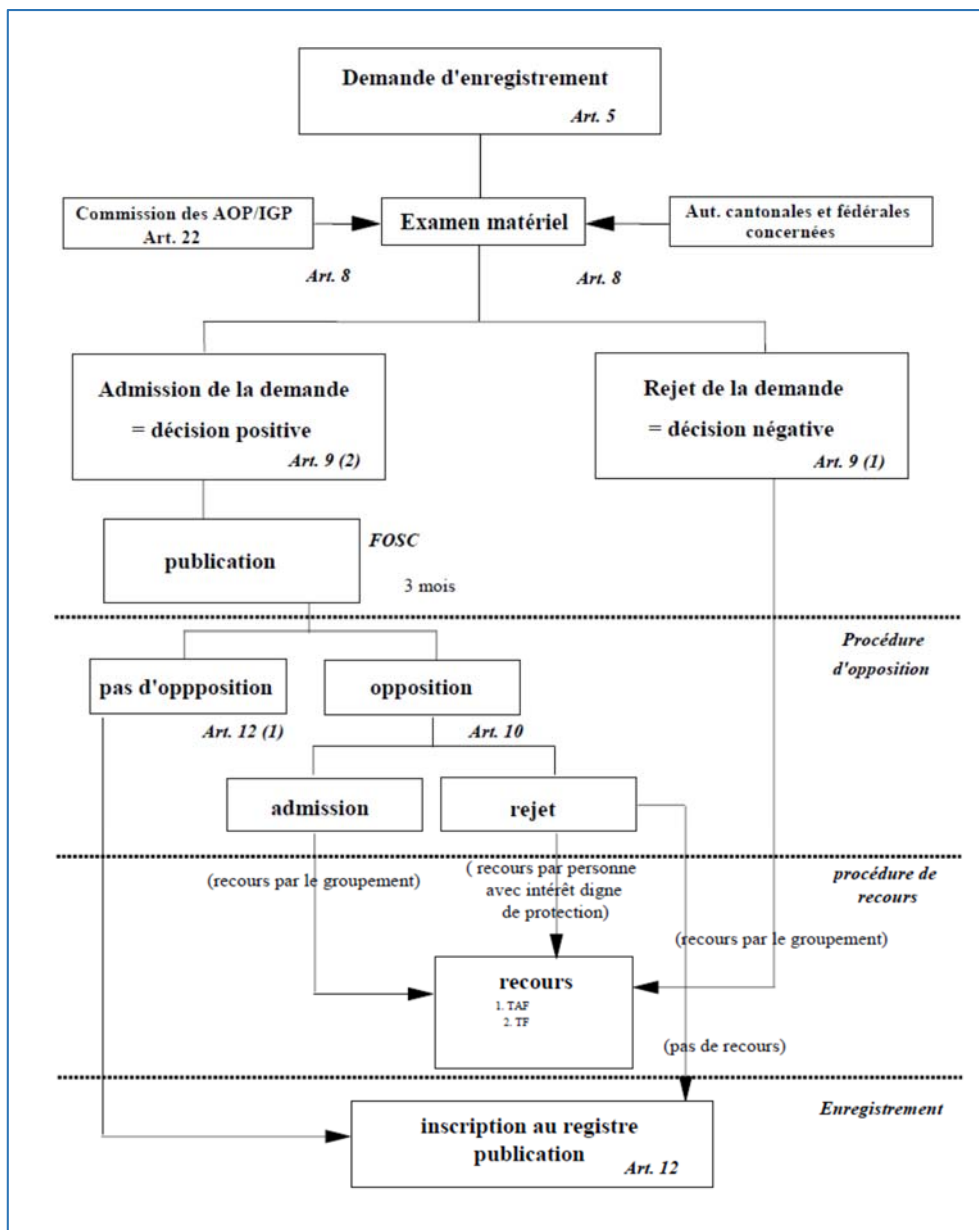 Demande d'enregistrement
Art. 5
Commission des AOP/IGP
Art. 22
Examen matériel
Aut. cantonales et fédérales
concernées
Art. 8
Art. 8
Admission de la demande
= décision positive
Art. 9 (2)
Rejet de la demande
= décision négative
Art. 9 (1)
publication
FOSC
3 mois
Procédure
d'opposition
pas d'oppposition
opposition
Art. 12 (1)
Art. 10
admission
rejet
(recours par le groupement)
( recours par personne
avec intérêt digne
de protection)
procédure de
recours
(recours par le groupement)
recours
1. TAF
2. TF
(pas de recours)
Enregistrement
inscription au registre
publication
Art. 12